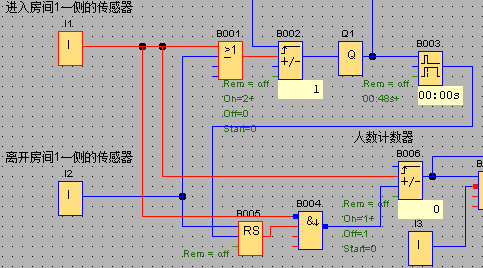 进入房间1一侧的传感器
I1
I
B001
>1
B002
+/-
1
Q1
Q
B003
00:00s
Rem = off
On=2+
Off=0
Start=0
Rem = off
00:48s+
人数计数器
离开房间1一侧的传感器
I2
I
B005
RS
Rem = off
B004
&↓
B006
+/-
0
Rem = off
On=1+
Off=1
Start=0
I3
I